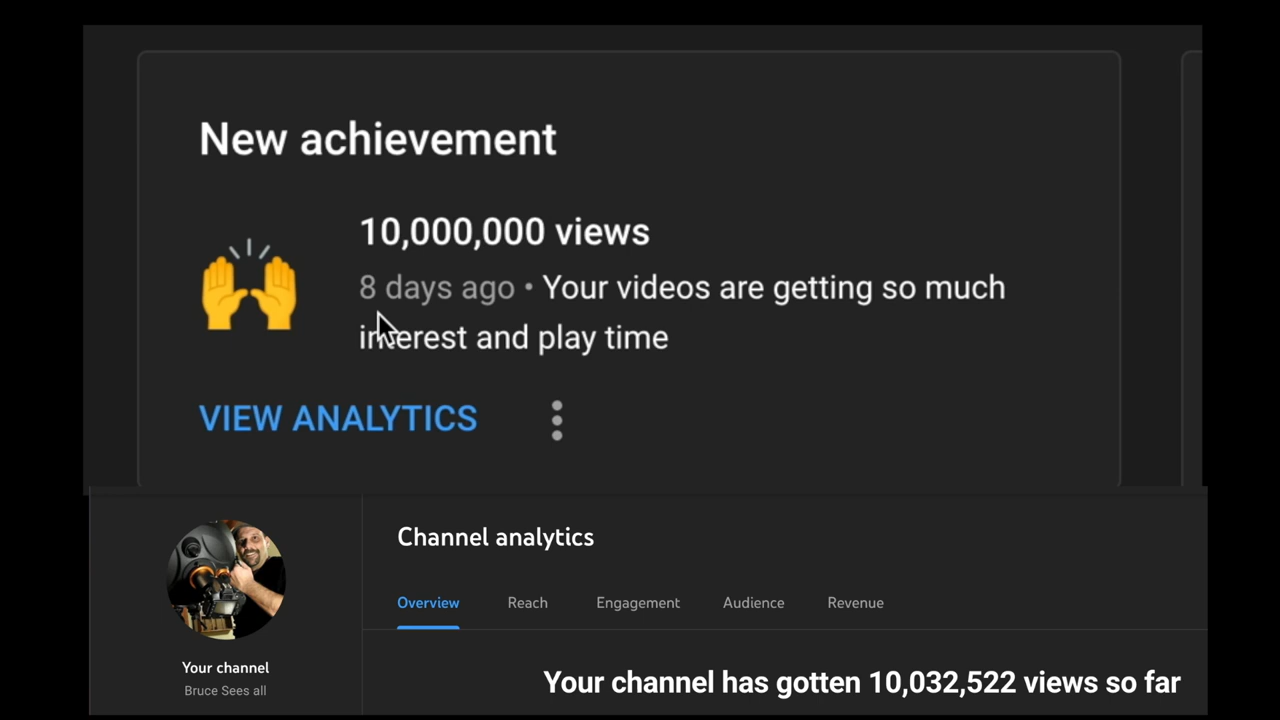 New achievement
10,000,000 views
8 days ago • Your videos are getting so much
interest and play time
VIEW ANALYTICS
Channel analytics
Overview Reach Engagement Audience Revenue
Your channel
Bruce Sees all
Your channel has gotten 10,032,522 views so far